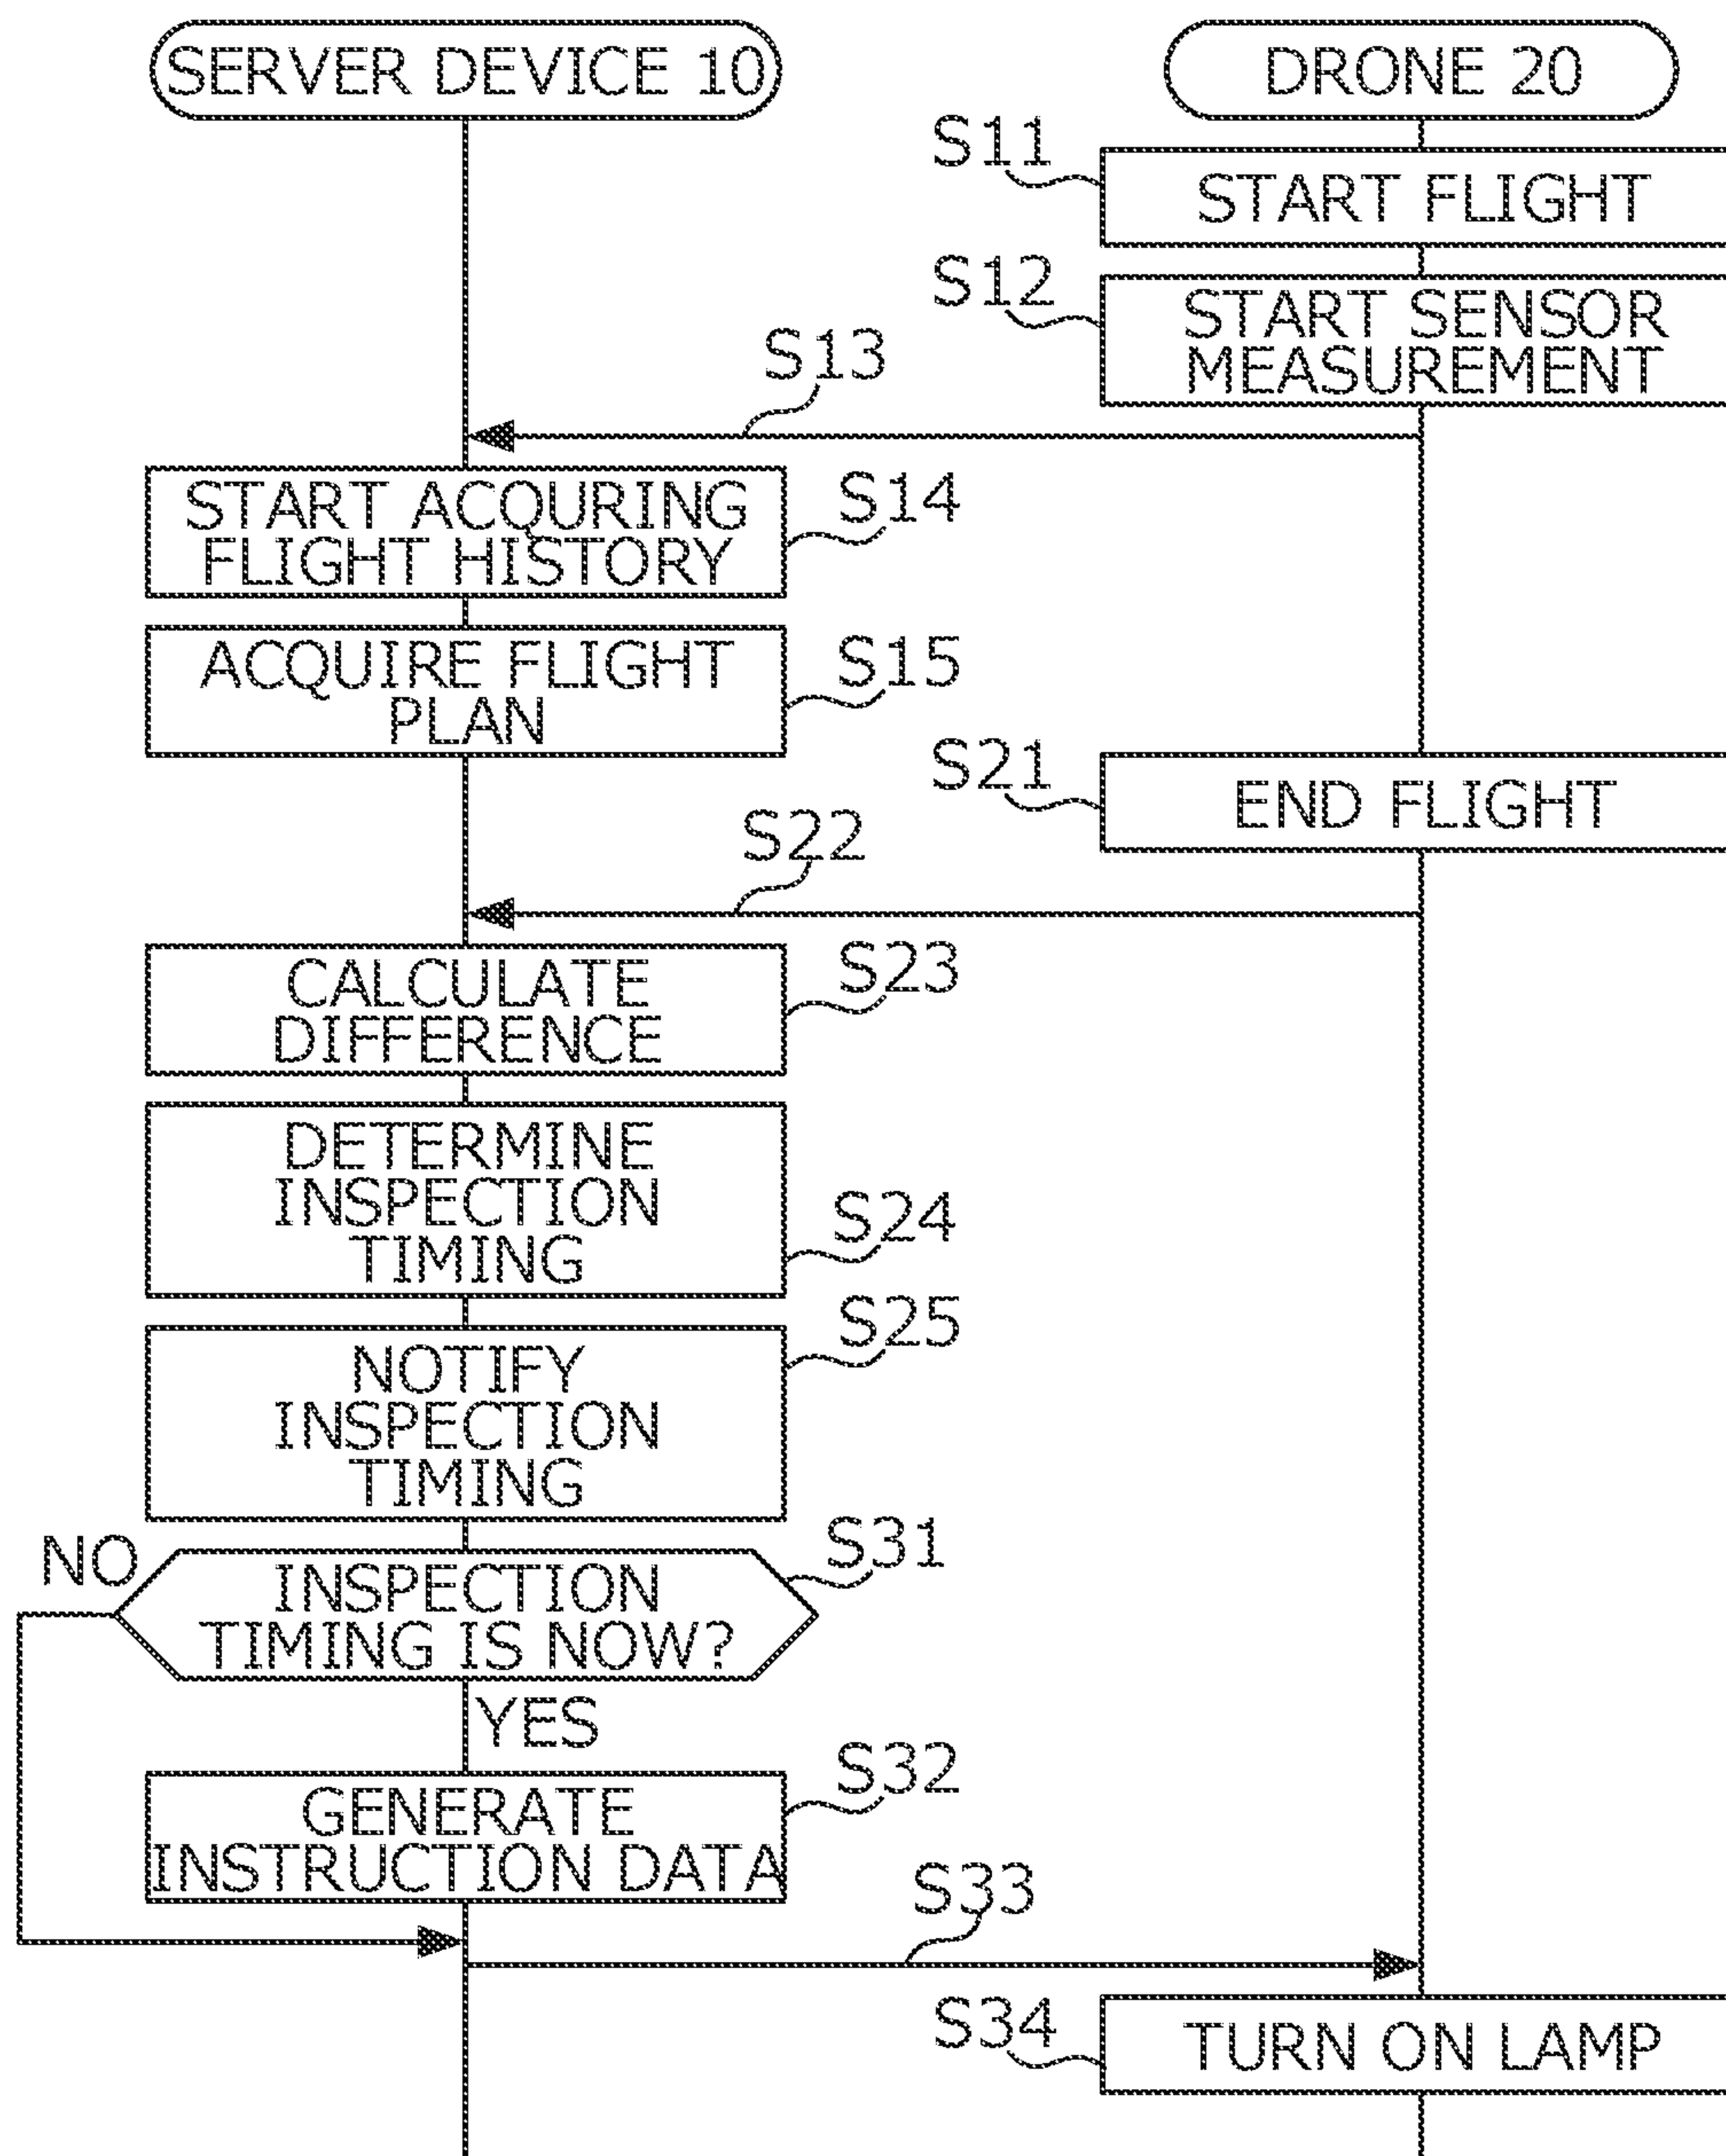 SERVER DEVICE 10
DRONE 20
S11
START FLIGHT
S12
START SENSOR
MEASUREMENT
S13
START ACQURING
FLIGHT HISTORY
S14
ACQUIRE FLIGHT
PLAN
S15
S21
END FLIGHT
S22
CALCULATE
DIFFERENCE
S23
DETERMINE
INSPECTION
TIMING
S24
NOTIFY
INSPECTION
TIMING
S25
NO
INSPECTION
TIMING IS NOW?
S31
YES
GENERATE
INSTRUCTION DATA
S32
S33
S34
TURN ON LAMP